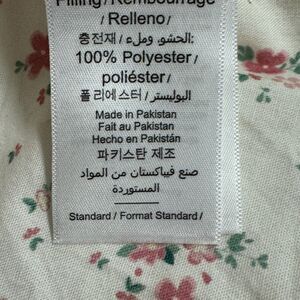 Filling / Rembourrage
/ Relleno /
충전재 / الحشو، وملء:
100% Polyester /
poliéster /
폴리에스터 / البوليستر
Made in Pakistan
Fait au Pakistan
Hecho en Pakistán
파키스탄 제조
صنع فيباكستان من المواد
المستوردة
Standard / Format Standard /